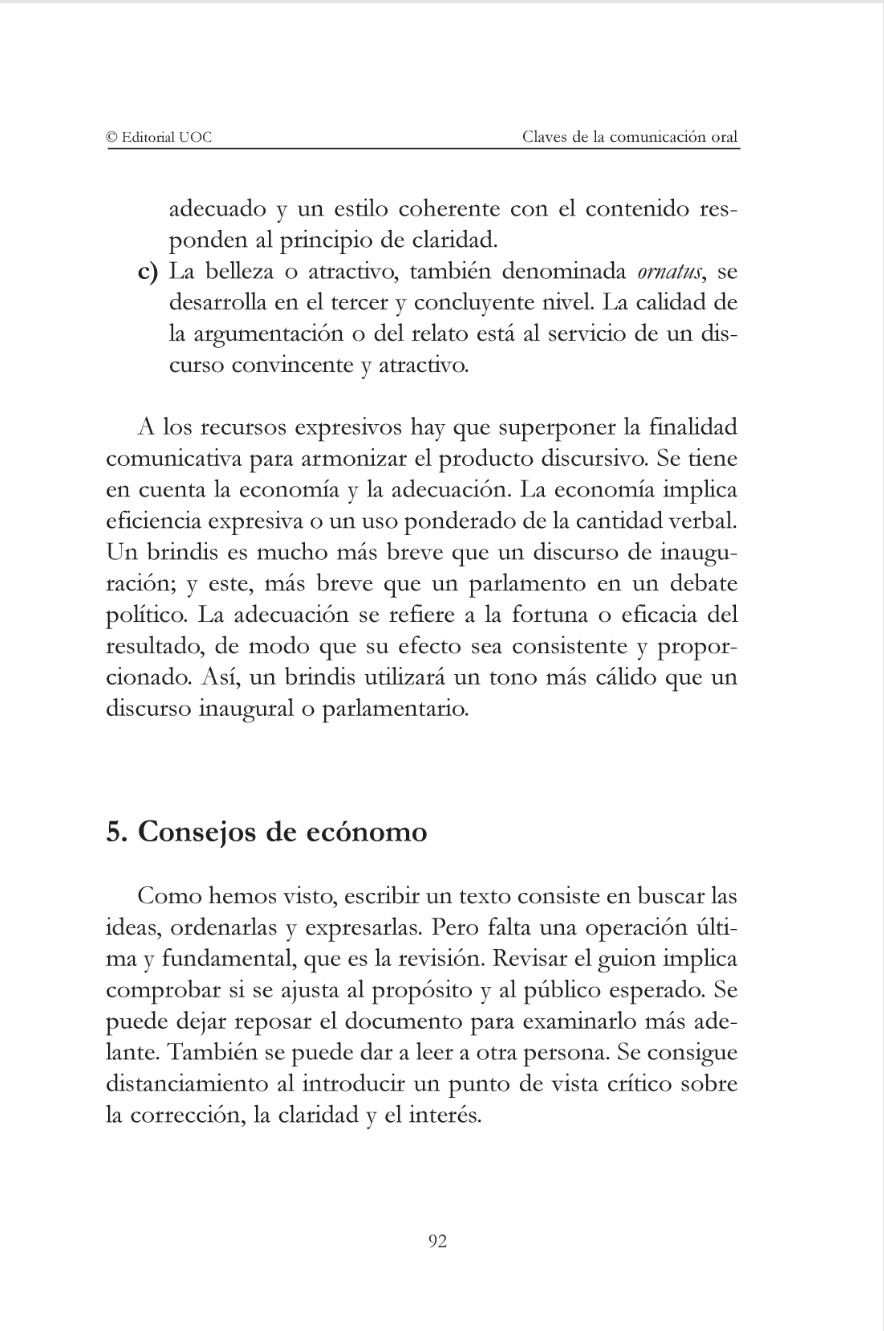 © Editorial UOC
Claves de la comunicación oral
adecuado y un estilo coherente con el contenido res-
ponden al principio de claridad.
c) La belleza o atractivo, también denominada ornatus, se
desarrolla en el tercer y concluyente nivel. La calidad de
la argumentación o del relato está al servicio de un dis-
curso convincente y atractivo.
A los recursos expresivos hay que superponer la finalidad
comunicativa para armonizar el producto discursivo. Se tiene
en cuenta la economía y la adecuación. La economía implica
eficiencia expresiva o un uso ponderado de la cantidad verbal.
Un brindis es mucho más breve que un discurso de inaugu-
ración; y este, más breve que un parlamento en un debate
político. La adecuación se refiere a la fortuna o eficacia del
resultado, de modo que su efecto sea consistente y propor-
cionado. Así, un brindis utilizará un tono más cálido que un
discurso inaugural o parlamentario.
5. Consejos de ecónomo
Como hemos visto, escribir un texto consiste en buscar las
ideas, ordenarlas y expresarlas. Pero falta una operación últi-
ma y fundamental, que es la revisión. Revisar el guion implica
comprobar si se ajusta al propósito y al público esperado. Se
puede dejar reposar el documento para examinarlo más ade-
lante. También se puede dar a leer a otra persona. Se consigue
distanciamiento al introducir un punto de vista crítico sobre
la corrección, la claridad y el interés.
92